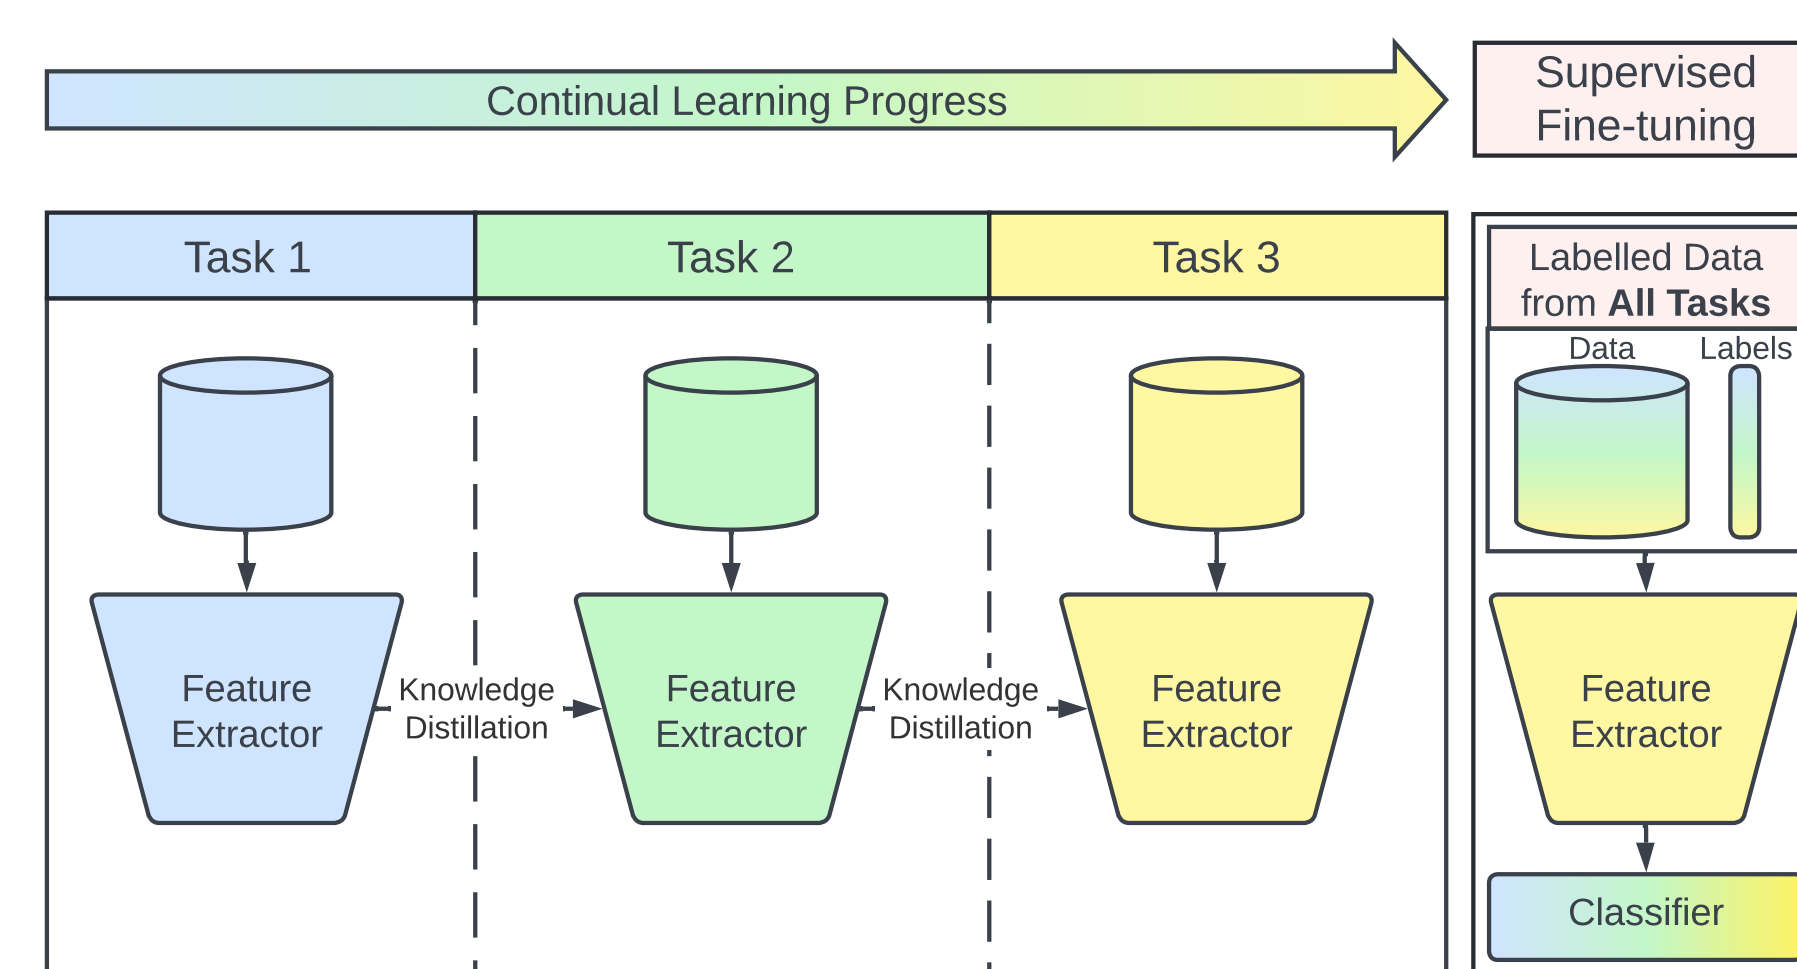 Continual Learning Progress
Supervised
Fine-tuning
Task 1
Task 2
Task 3
Labelled Data
from All Tasks
Data
Labels
Feature
Extractor
Knowledge
Distillation
Feature
Extractor
Knowledge
Distillation
Feature
Extractor
Feature
Extractor
Classifier